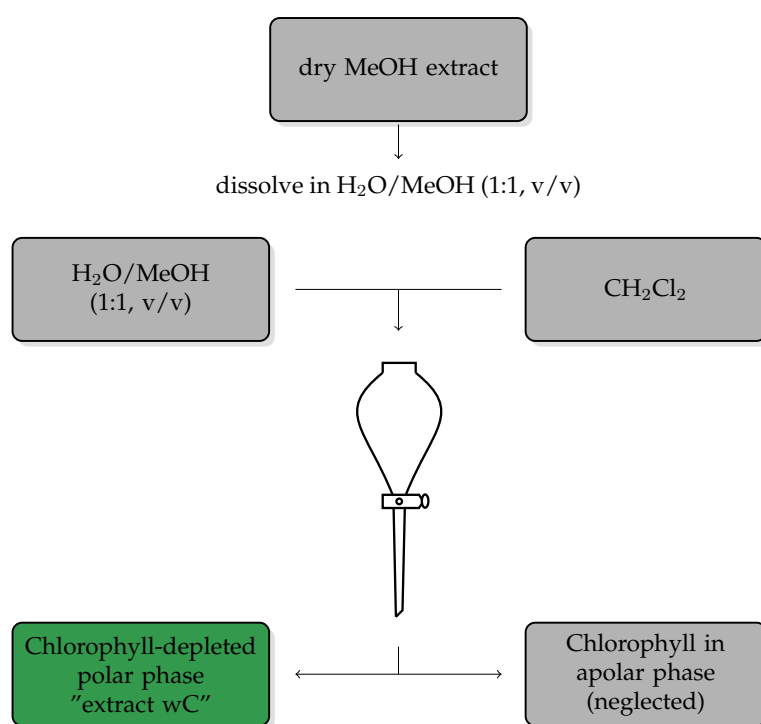 dry MeOH extract
dissolve in H₂O/MeOH (1:1, v/v)
H₂O/MeOH
(1:1, v/v)
CH₂Cl₂
Chlorophyll-depleted
polar phase
”extract wC”
Chlorophyll in
apolar phase
(neglected)